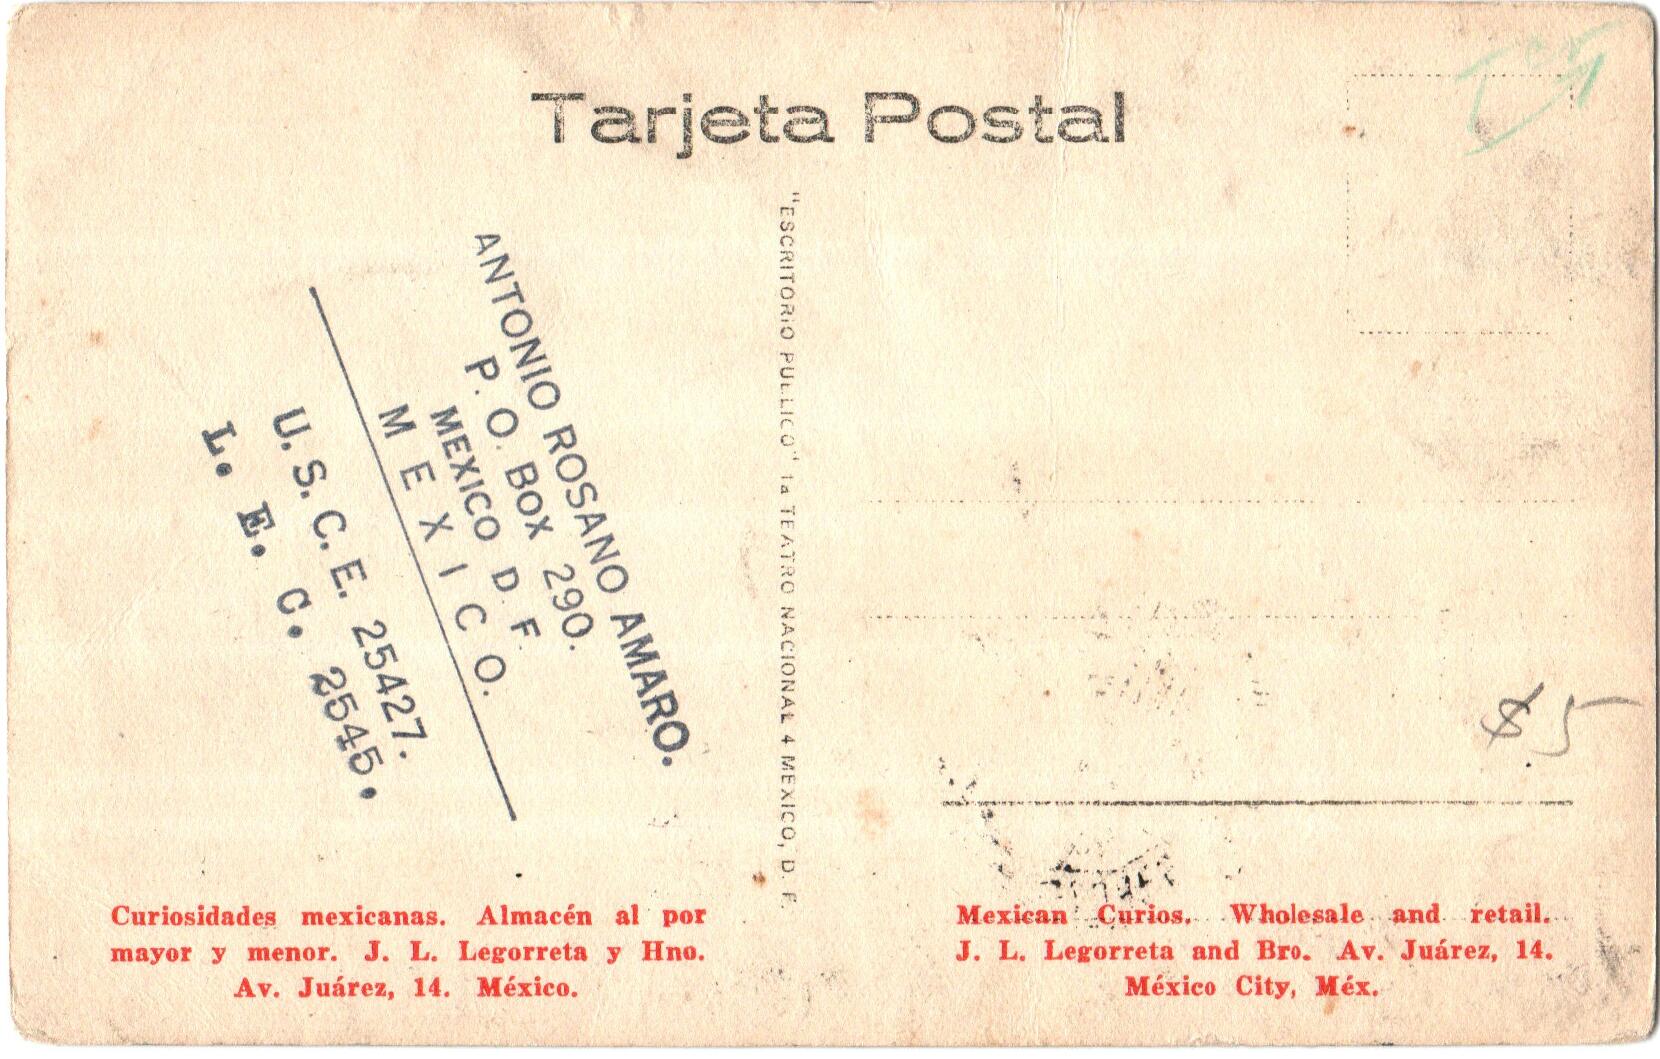 Tarjeta Postal
ANTONIO ROSANO AMARO.
P. O. BOX 290.
MEXICO D. F.
M E X I C O.
U. S. C. E. 25427.
L. E. C. 2545.
"ESCRITORIO PULLICO" 1a TEATRO NACIONAL 4 MEXICO, D. F.
$5
Curiosidades mexicanas. Almacén al por
mayor y menor. J. L. Legorreta y Hno.
Av. Juárez, 14. México.
Mexican Curios. Wholesale and retail.
J. L. Legorreta and Bro. Av. Juárez, 14.
México City, Méx.